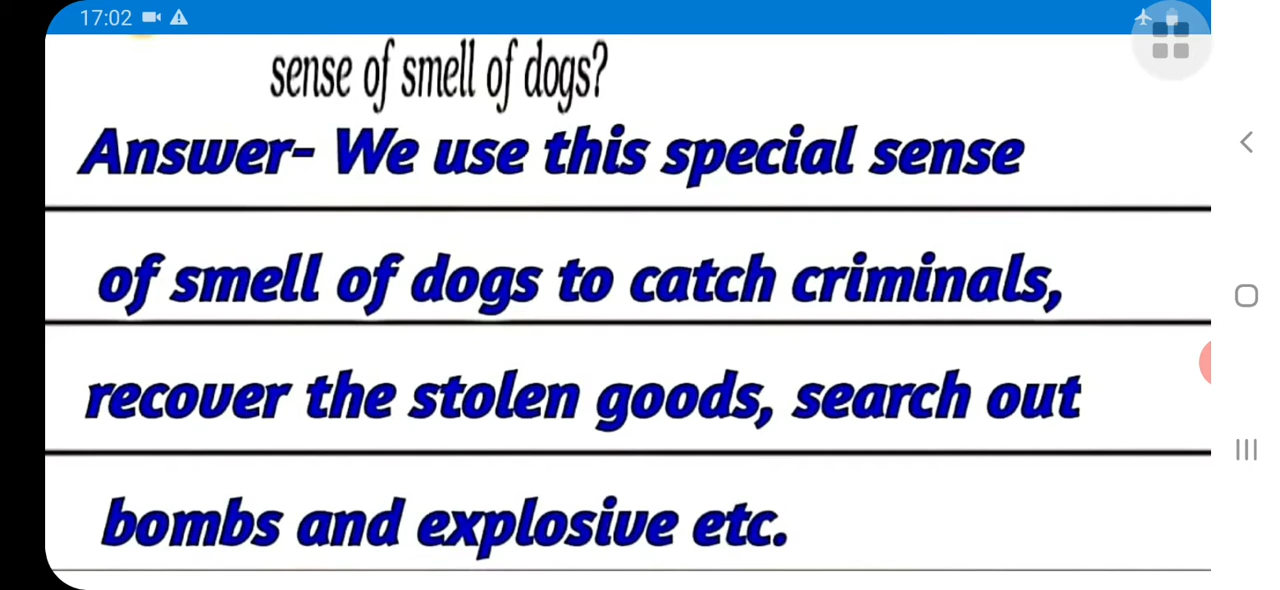 17:02
sense of smell of dogs?
Answer- We use this special sense
of smell of dogs to catch criminals,
recover the stolen goods, search out
bombs and explosive etc.